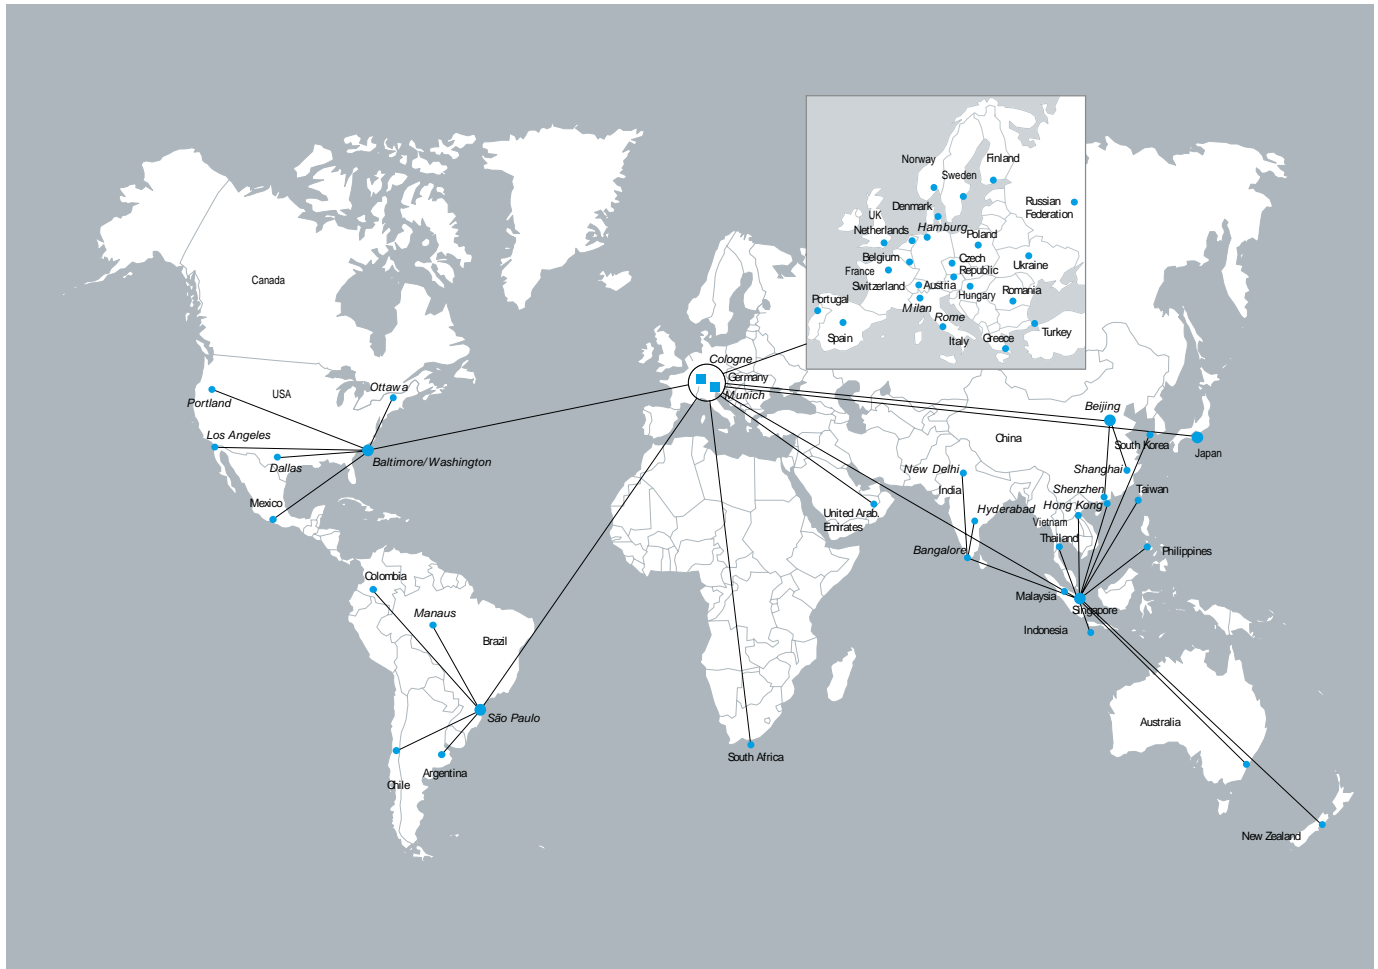 Norway
Finland
Sweden
Russian
Federation
Denmark
UK
Netherlands
Hamburg
Poland
Belgium
Czech
Republic
Ukraine
France
Switzerland
Austria
Hungary
Romania
Portugal
Milan
Rome
Spain
Italy
Greece
Turkey
Canada
USA
Ottawa
Portland
Los Angeles
Dallas
Baltimore/Washington
Mexico
Cologne
Germany
Munich
Beijing
China
South Korea
Japan
New Delhi
Shanghai
India
Shenzhen
Taiwan
United Arab.
Emirates
Hyderabad
Hong Kong
Vietnam
Thailand
Bangalore
Philippines
Malaysia
Singapore
Indonesia
Colombia
Manaus
Brazil
São Paulo
Argentina
Chile
South Africa
Australia
New Zealand